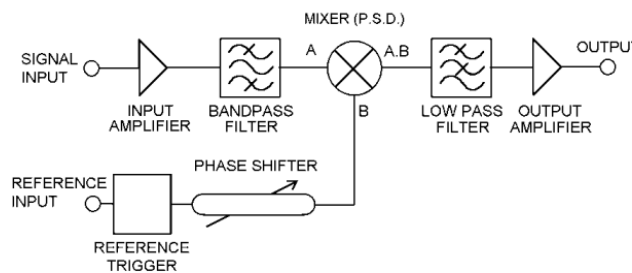 MIXER (P.S.D.)
SIGNAL
INPUT
A
A.B
OUTPUT
B
INPUT
AMPLIFIER
BANDPASS
FILTER
LOW PASS
FILTER
OUTPUT
AMPLIFIER
PHASE SHIFTER
REFERENCE
INPUT
REFERENCE
TRIGGER